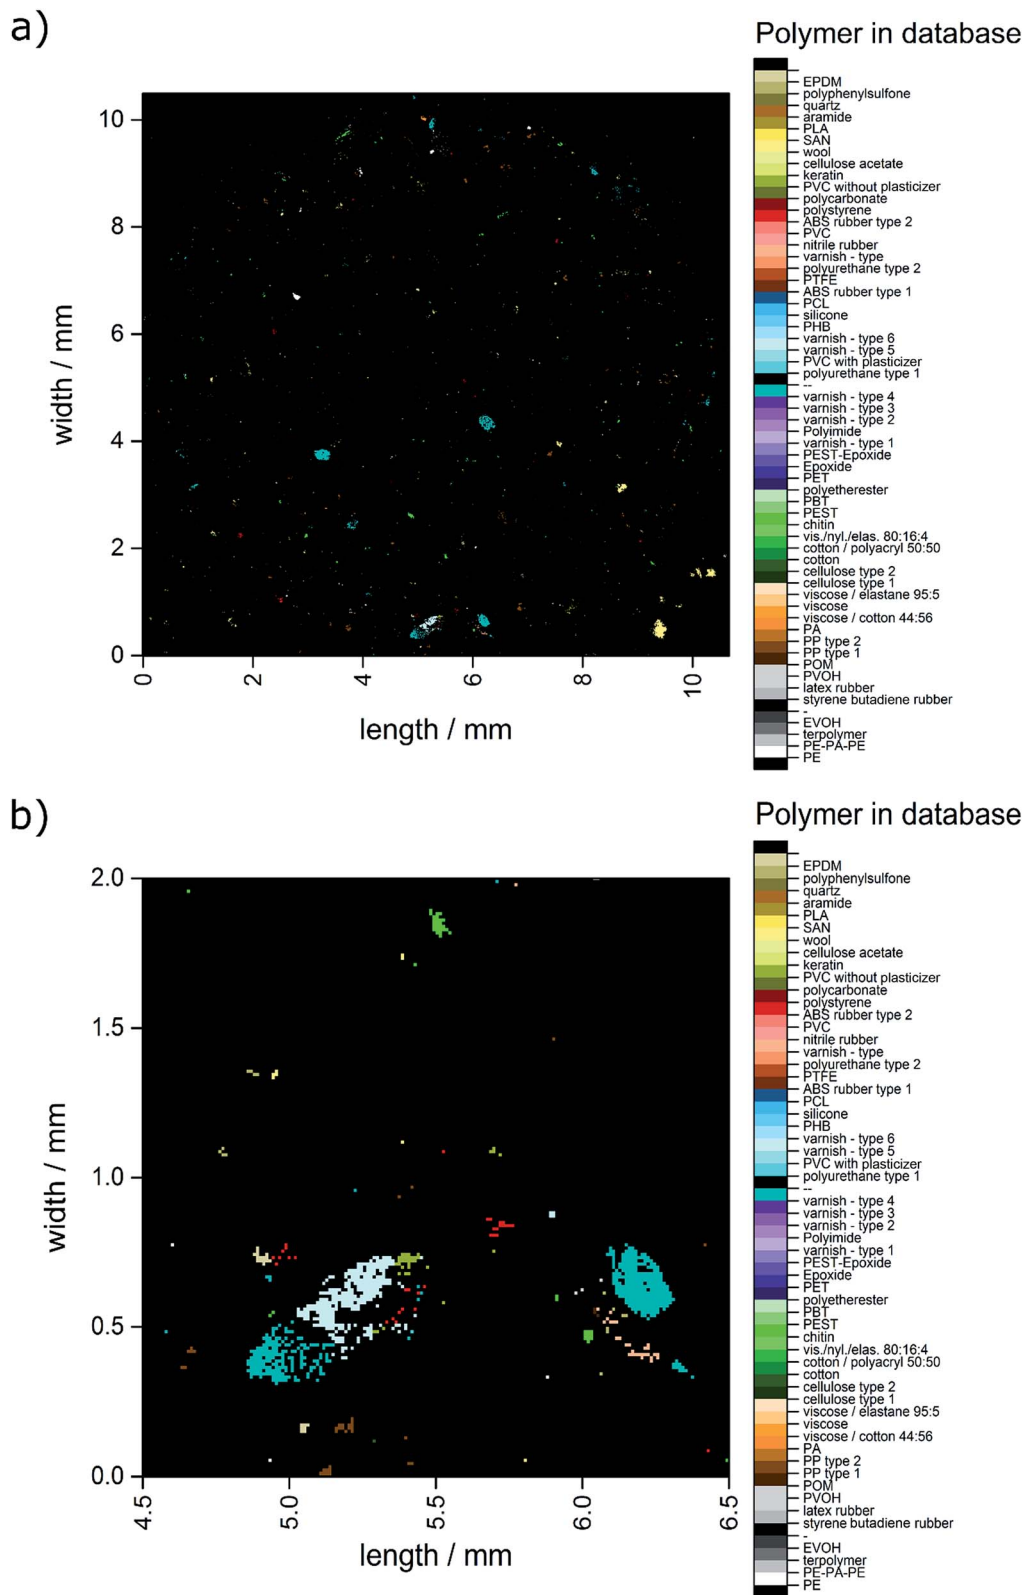 a)
Polymer in database
EPDM
polyphenylsulfone
quartz
aramide
PLA
SAN
wool
cellulose acetate
keratin
PVC without plasticizer
polycarbonate
polystyrene
ABS rubber type 2
PVC
nitrile rubber
varnish - type
polyurethane type 2
PTFE
ABS rubber type 1
PCL
silicone
PHB
varnish - type 6
varnish - type 5
PVC with plasticizer
polyurethane type 1
--
varnish - type 4
varnish - type 3
varnish - type 2
Polyimide
varnish - type 1
PEST-Epoxide
Epoxide
PET
polyetherester
PBT
PEST
chitin
vis./nyl./elas. 80:16:4
cotton / polyacryl 50:50
cotton
cellulose type 2
cellulose type 1
viscose / elastane 95:5
viscose
viscose / cotton 44:56
PA
PP type 2
PP type 1
POM
PVOH
latex rubber
styrene butadiene rubber
-
EVOH
terpolymer
PE-PA-PE
PE
10
8
6
4
2
0
width / mm
0 2 4 6 8 10
length / mm
b)
Polymer in database
EPDM
polyphenylsulfone
quartz
aramide
PLA
SAN
wool
cellulose acetate
keratin
PVC without plasticizer
polycarbonate
polystyrene
ABS rubber type 2
PVC
nitrile rubber
varnish - type
polyurethane type 2
PTFE
ABS rubber type 1
PCL
silicone
PHB
varnish - type 6
varnish - type 5
PVC with plasticizer
polyurethane type 1
--
varnish - type 4
varnish - type 3
varnish - type 2
Polyimide
varnish - type 1
PEST-Epoxide
Epoxide
PET
polyetherester
PBT
PEST
chitin
vis./nyl./elas. 80:16:4
cotton / polyacryl 50:50
cotton
cellulose type 2
cellulose type 1
viscose / elastane 95:5
viscose
viscose / cotton 44:56
PA
PP type 2
PP type 1
POM
PVOH
latex rubber
styrene butadiene rubber
-
EVOH
terpolymer
PE-PA-PE
PE
2.0
1.5
1.0
0.5
0.0
width / mm
4.5 5.0 5.5 6.0 6.5
length / mm